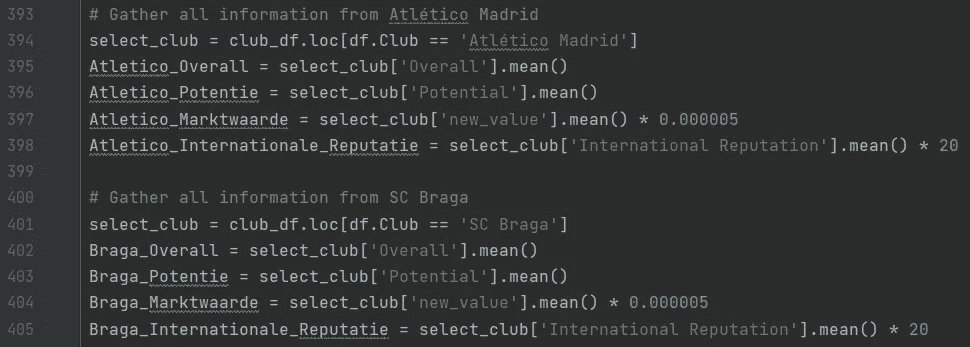 393 # Gather all information from Atlético Madrid
394 select_club = club_df.loc[df.Club == 'Atlético Madrid']
395 Atletico_Overall = select_club['Overall'].mean()
396 Atletico_Potentie = select_club['Potential'].mean()
397 Atletico_Marktwaarde = select_club['new_value'].mean() * 0.000005
398 Atletico_Internationale_Reputatie = select_club['International Reputation'].mean() * 20
399
400 # Gather all information from SC Braga
401 select_club = club_df.loc[df.Club == 'SC Braga']
402 Braga_Overall = select_club['Overall'].mean()
403 Braga_Potentie = select_club['Potential'].mean()
404 Braga_Marktwaarde = select_club['new_value'].mean() * 0.000005
405 Braga_Internationale_Reputatie = select_club['International Reputation'].mean() * 20